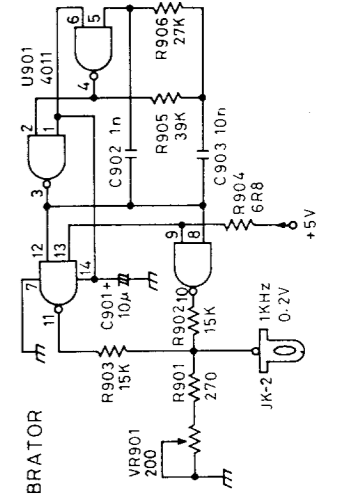 BRATOR
U901
4011
VR901
200
R901
270
R903
15K
R902
15K
C901
10µ
+
7
11
12
13
14
3
2
1
6
5
4
9
8
10
C902 1n
R905
39K
R906
27K
C903 10n
R904
6R8
+5V
JK-2
1KHz
0.2V